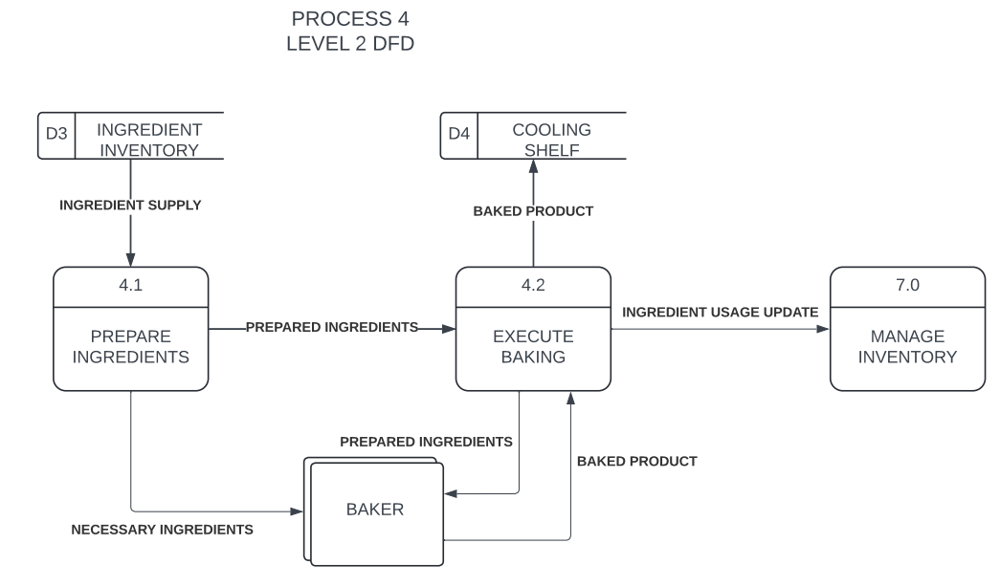 PROCESS 4
LEVEL 2 DFD
D3
INGREDIENT
INVENTORY
D4
COOLING
SHELF
INGREDIENT SUPPLY
BAKED PRODUCT
4.1
PREPARE
INGREDIENTS
PREPARED INGREDIENTS
4.2
EXECUTE
BAKING
INGREDIENT USAGE UPDATE
7.0
MANAGE
INVENTORY
PREPARED INGREDIENTS
BAKED PRODUCT
BAKER
NECESSARY INGREDIENTS